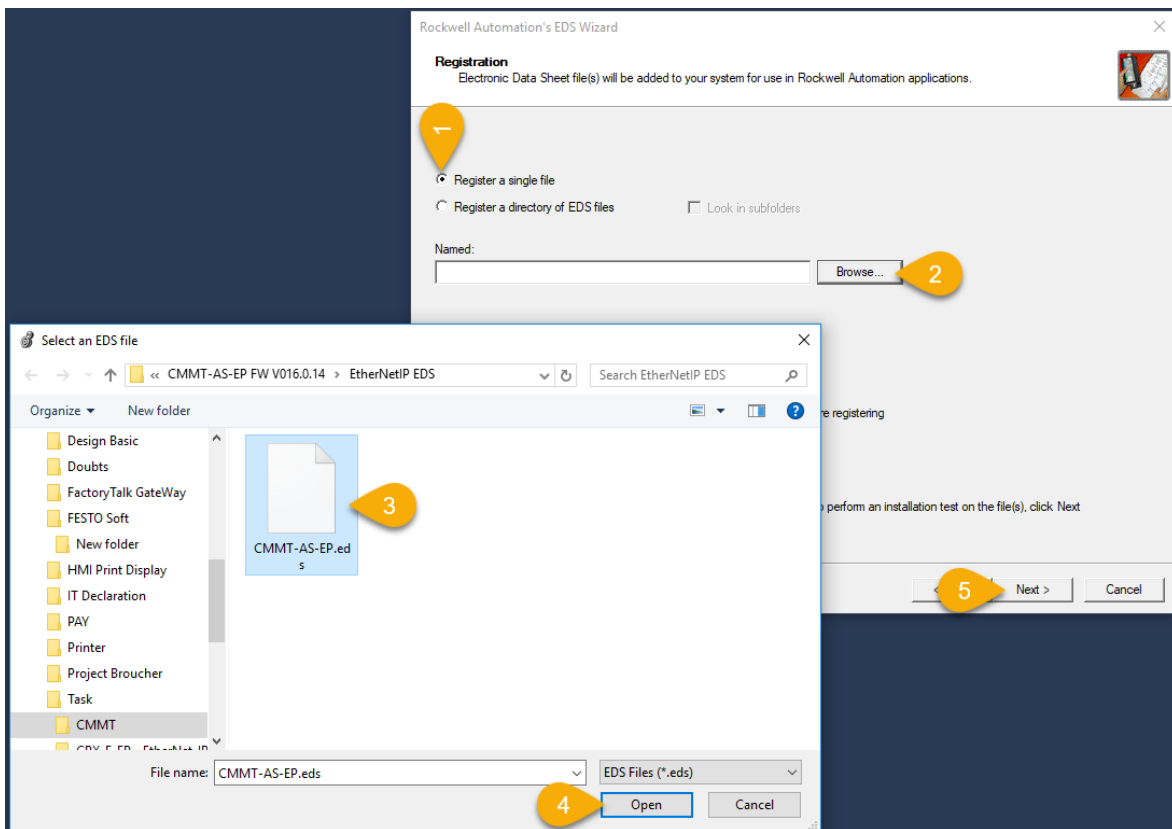 Rockwell Automation's EDS Wizard
Registration
Electronic Data Sheet file(s) will be added to your system for use in Rockwell Automation applications.
1
Register a single file
Register a directory of EDS files
Look in subfolders
Named:
Browse...
2
Select an EDS file
« CMMT-AS-EP FW V016.0.14 > EtherNetIP EDS
Search EtherNetIP EDS
Organize
New folder
re registering
Design Basic
Doubts
FactoryTalk GateWay
FESTO Soft
New folder
HMI Print Display
IT Declaration
PAY
Printer
Project Broucher
Task
CMMT
CMMT-AS-EP.ed
s
3
perform an installation test on the file(s), click Next
5
Next >
Cancel
File name:
CMMT-AS-EP.eds
EDS Files (*.eds)
4
Open
Cancel